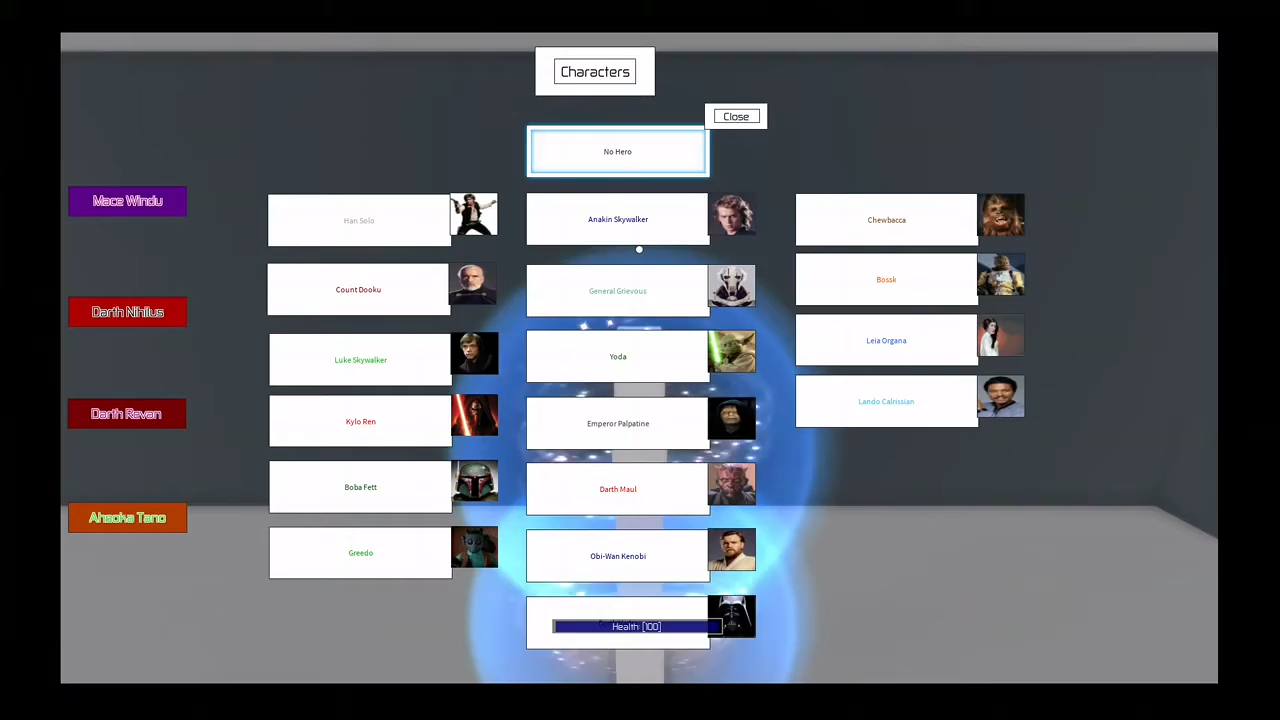 Characters
Close
No Hero
Mace Windu
Darth Nihilus
Darth Revan
Ahsoka Tano
Han Solo
Count Dooku
Luke Skywalker
Kylo Ren
Boba Fett
Greedo
Anakin Skywalker
General Grievous
Yoda
Emperor Palpatine
Darth Maul
Obi-Wan Kenobi
Health: [100]
Chewbacca
Bossk
Leia Organa
Lando Calrissian